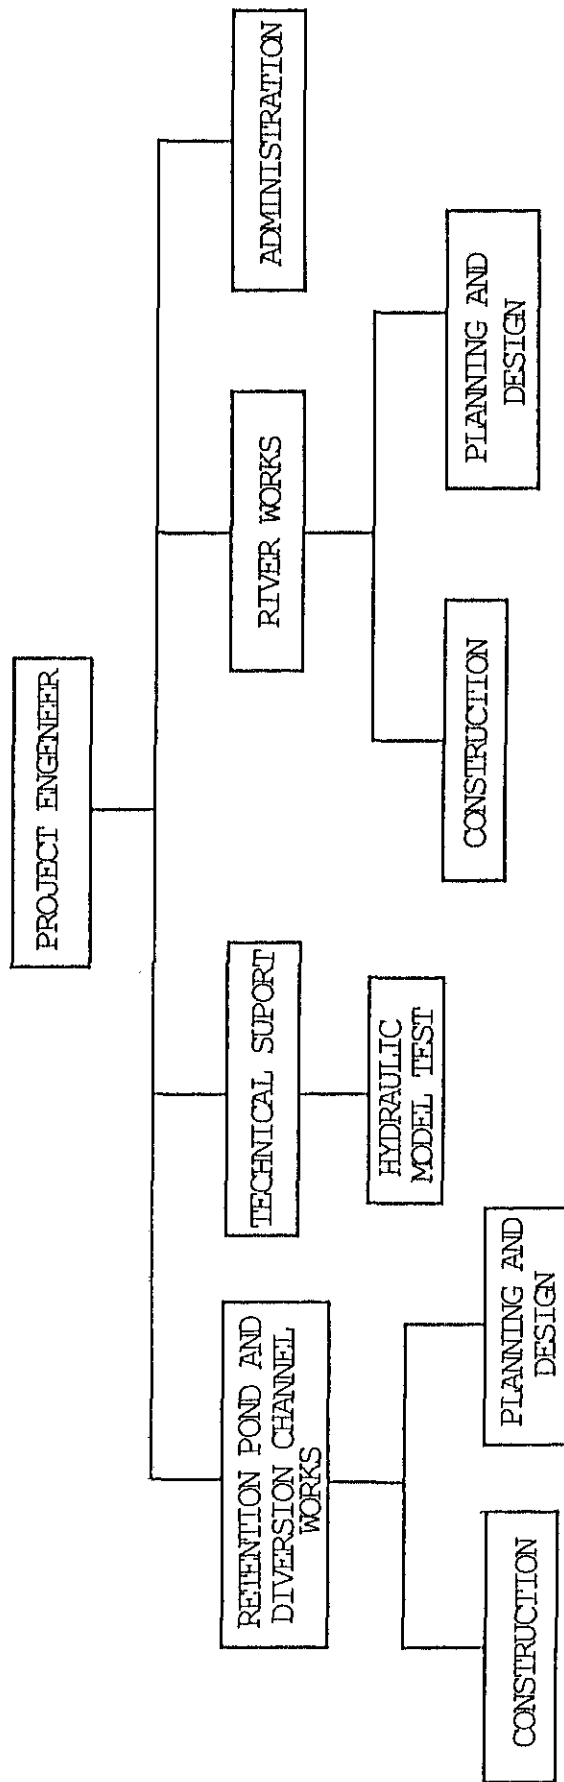 PROJECT ENGENEER
RETENTION POND AND
DIVERSION CHANNEL
WORKS
TECHNICAL SUPORT
RIVER WORKS
ADMINISTRATION
HYDRAULIC
MODEL TEST
CONSTRUCTION
PLANNING AND
DESIGN
CONSTRUCTION
PLANNING AND
DESIGN